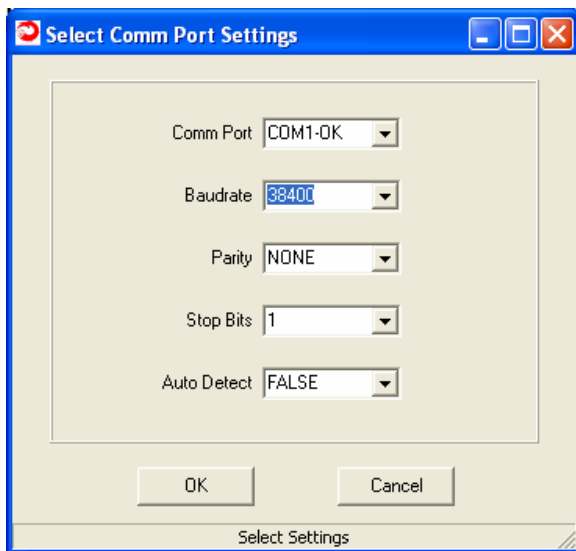 Select Comm Port Settings
Comm Port COM1-OK
Baudrate 38400
Parity NONE
Stop Bits 1
Auto Detect FALSE
OK Cancel
Select Settings